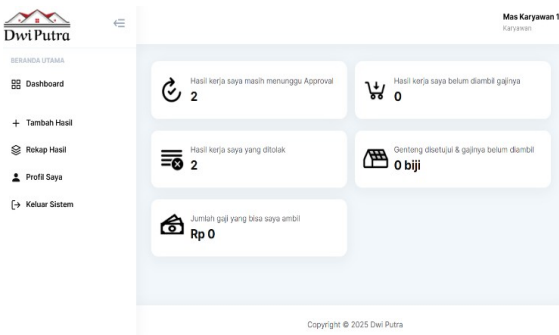 Dwi Putra
Mas Karyawan 1
Karyawan
BERANDA UTAMA
Dashboard
Tambah Hasil
Rekap Hasil
Profil Saya
Keluar Sistem
Hasil kerja saya masih menunggu Approval
2
Hasil kerja saya belum diambil gajinya
0
Hasil kerja saya yang ditolak
2
Genteng disetujui & gajinya belum diambil
0 biji
Jumlah gaji yang bisa saya ambil
Rp 0
Copyright © 2025 Dwi Putra